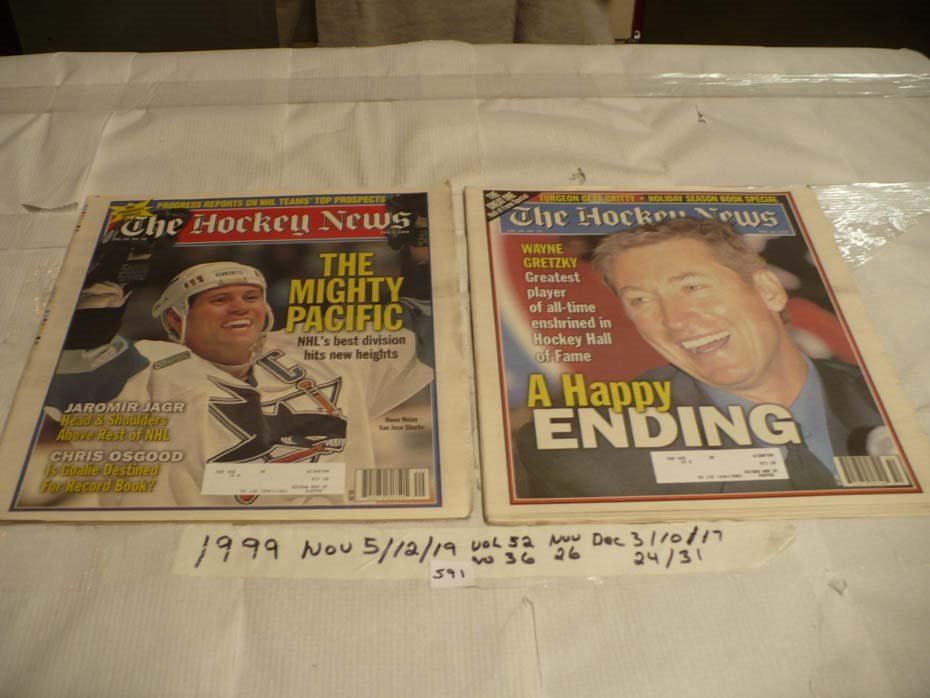 PROGRESS REPORTS ON NHL TEAMS' TOP PROSPECTS
The Hockey News
THE
MIGHTY
PACIFIC
NHL's best division
hits new heights
JAROMIR JAGR
Head & Shoulders
Above Rest of NHL
CHRIS OSGOOD
Is Goalie Destined
For Record Book?
Owen Nolan
San Jose Sharks
TURGEON GETS GRITTY • HOLIDAY SEASON BOOK SPECIAL
The Hockey News
WAYNE
GRETZKY
Greatest
player
of all-time
enshrined in
Hockey Hall
of Fame
A Happy
ENDING
1999 Nov 5/12/19 Vol 52 Nov Dec 3/10/17
No 36 26 24/31
591